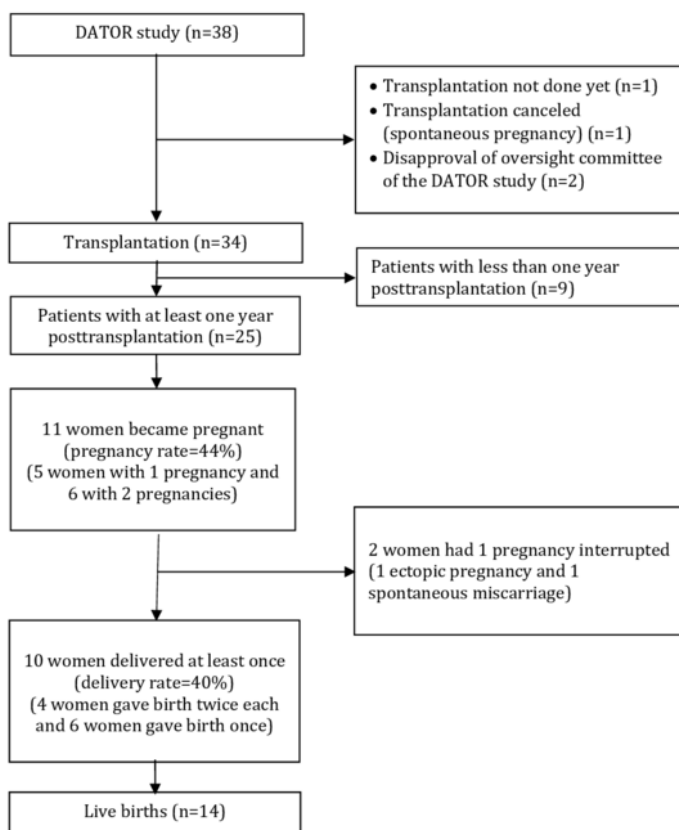 DATOR study (n=38)
• Transplantation not done yet (n=1)
• Transplantation canceled
(spontaneous pregnancy) (n=1)
• Disapproval of oversight committee
of the DATOR study (n=2)
Transplantation (n=34)
Patients with less than one year
posttransplantation (n=9)
Patients with at least one year
posttransplantation (n=25)
11 women became pregnant
(pregnancy rate=44%)
(5 women with 1 pregnancy and
6 with 2 pregnancies)
2 women had 1 pregnancy interrupted
(1 ectopic pregnancy and 1
spontaneous miscarriage)
10 women delivered at least once
(delivery rate=40%)
(4 women gave birth twice each
and 6 women gave birth once)
Live births (n=14)